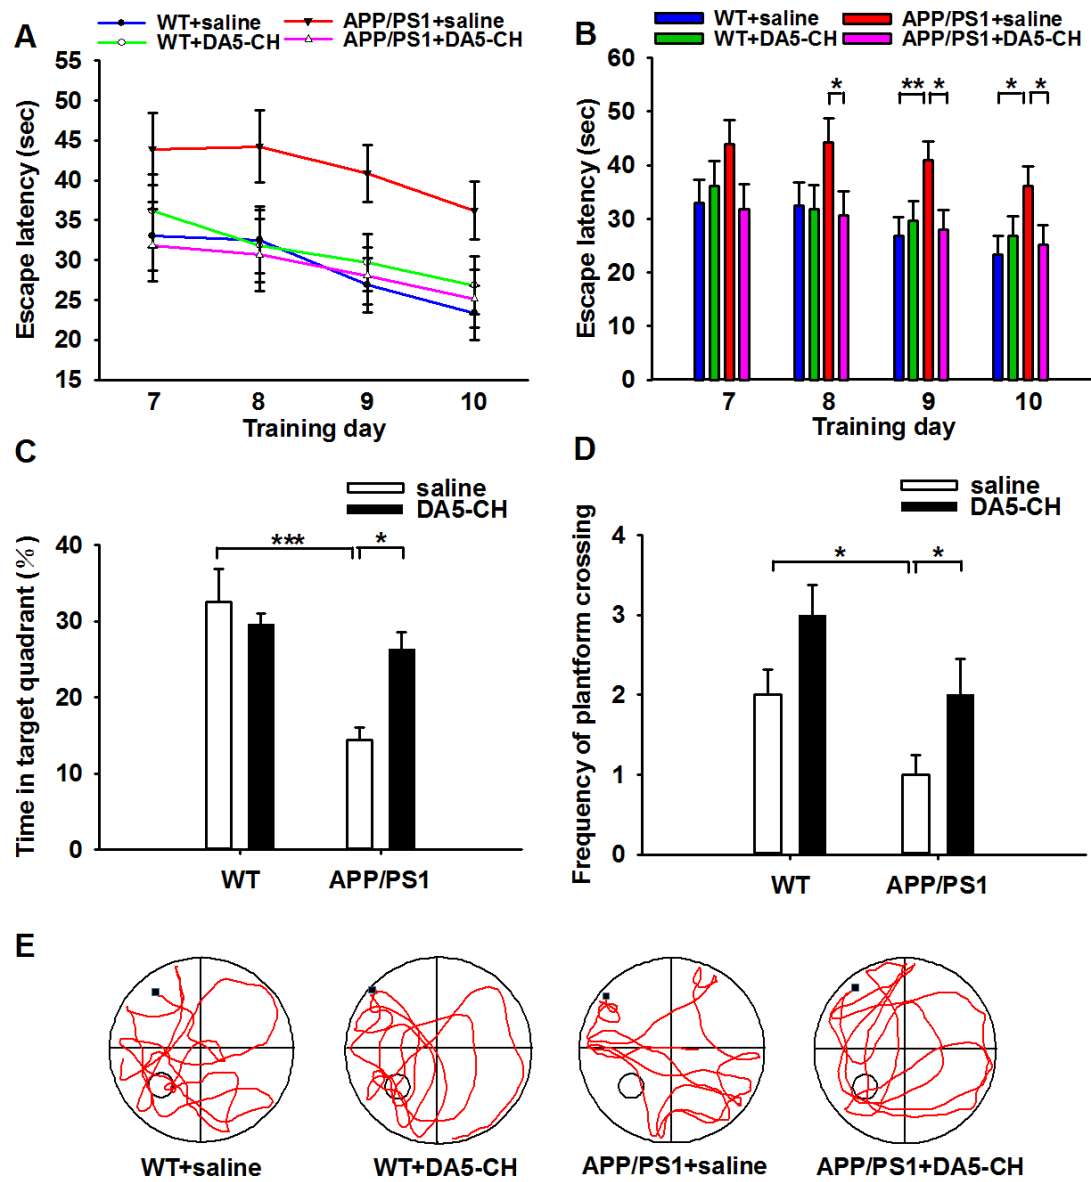 A
WT+saline
APP/PS1+saline
WT+DA5-CH
APP/PS1+DA5-CH
Escape latency (sec)
55
50
45
40
35
30
25
20
15
7 8 9 10
Training day
B
WT+saline
APP/PS1+saline
WT+DA5-CH
APP/PS1+DA5-CH
Escape latency (sec)
60
50
40
30
20
10
0
* ** * * *
7 8 9 10
Training day
C
saline
DA5-CH
Time in target quadrant (%)
40
30
20
10
0
*** *
WT APP/PS1
D
saline
DA5-CH
Frequency of plantform crossing
4
3
2
1
0
* *
WT APP/PS1
E
WT+saline WT+DA5-CH APP/PS1+saline APP/PS1+DA5-CH